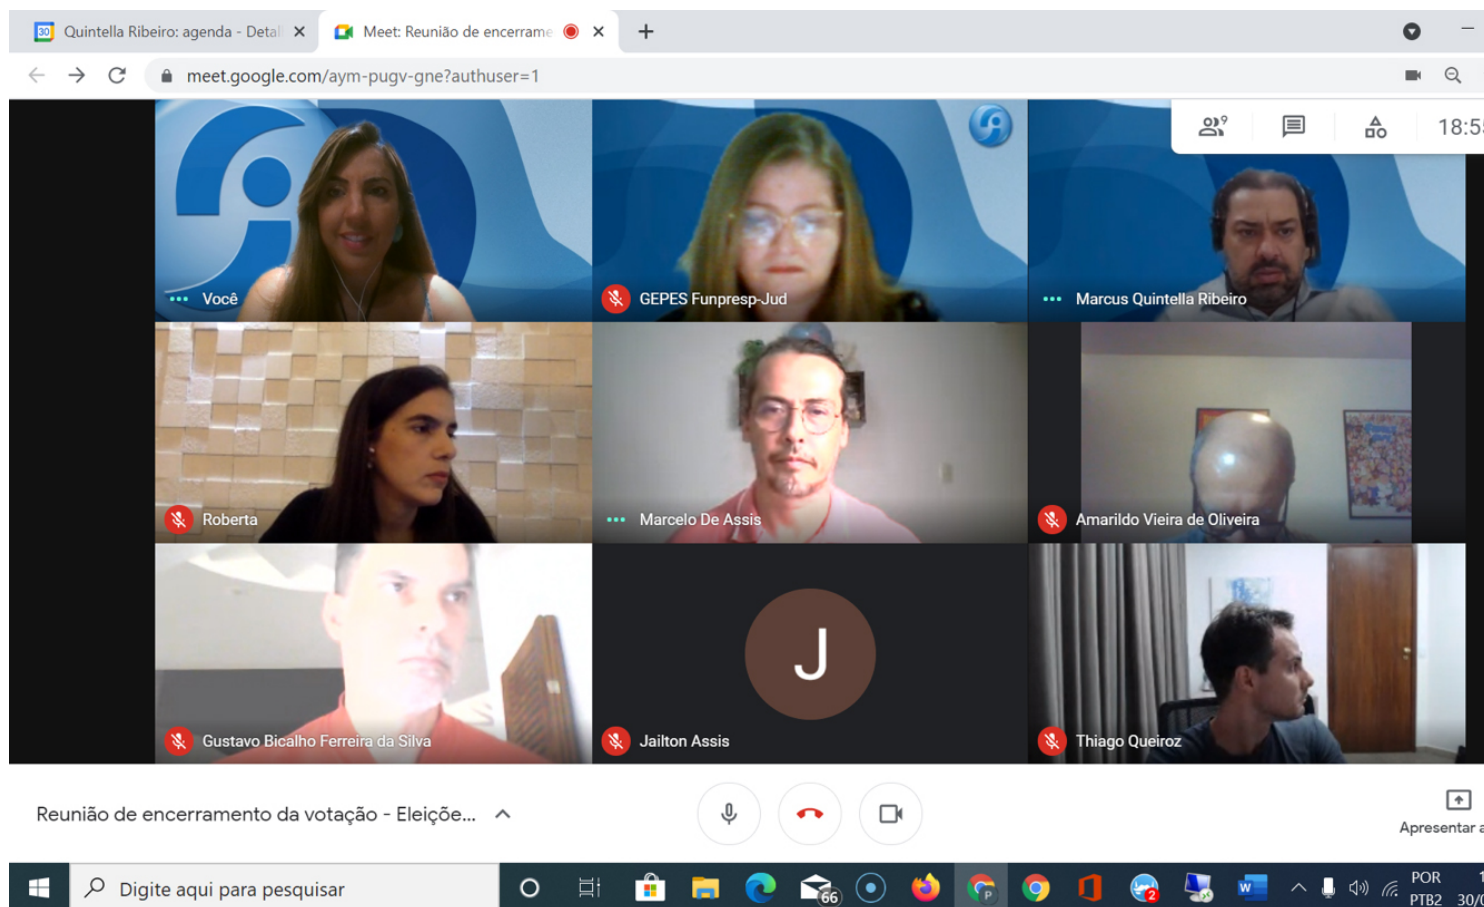 Quintella Ribeiro: agenda - Detal
Meet: Reunião de encerrame
meet.google.com/aym-pugv-gne?authuser=1
9
18:5
Você
GEPES Funpresp-Jud
Marcus Quintella Ribeiro
Roberta
Marcelo De Assis
Amarildo Vieira de Oliveira
Gustavo Bicalho Ferreira da Silva
J
Jailton Assis
Thiago Queiroz
Reunião de encerramento da votação - Eleiçõe...
Apresentar a
Digite aqui para pesquisar
66
2
POR
PTB2
30/